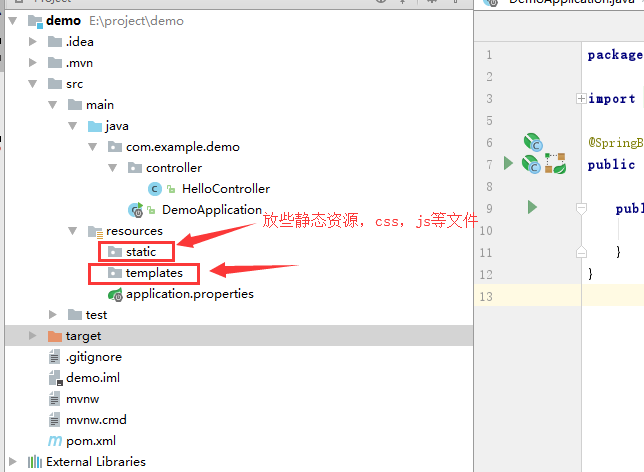 demo E:\project\demo
.idea
.mvn
src
main
java
com.example.demo
controller
HelloController
DemoApplication
放些静态资源，css，js等文件
resources
static
templates
application.properties
test
target
.gitignore
demo.iml
mvnw
mvnw.cmd
pom.xml
External Libraries
1 package
2
3 import
6 @SpringB
7 public
8
9 pub
10
11 }
12 }
13